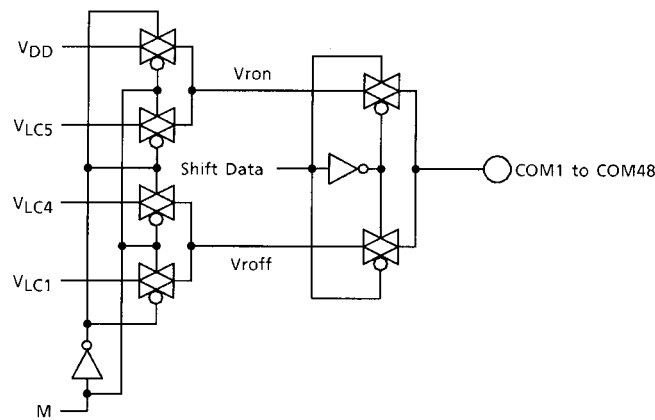 VDD
Vron
VLC5
Shift Data
COM1 to COM48
VLC4
Vroff
VLC1
M